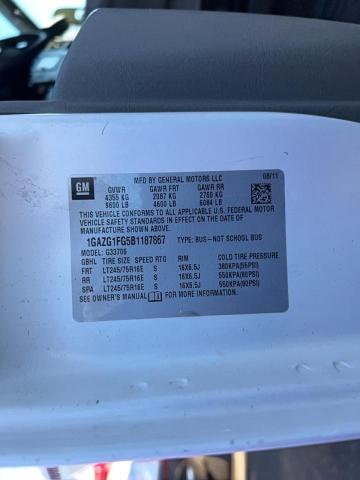 MFD BY GENERAL MOTORS LLC 08/11
GM GVWR GAWR FRT GAWR RR
4355 KG 2087 KG 2760 KG
9600 LB 4600 LB 6084 LB
THIS VEHICLE CONFORMS TO ALL APPLICABLE U.S. FEDERAL MOTOR
VEHICLE SAFETY STANDARDS IN EFFECT ON THE DATE OF
MANUFACTURE SHOWN ABOVE.
1GAZG1FG5B1187867 TYPE: BUS–NOT SCHOOL BUS
MODEL: G33706
GBHL TIRE SIZE SPEED RTG RIM COLD TIRE PRESSURE
FRT LT245/75R16E S 16X6.5J 380KPA(55PSI)
RR LT245/75R16E S 16X6.5J 550KPA(80PSI)
SPA LT245/75R16E S 16X6.5J 550KPA(80PSI)
SEE OWNER'S MANUAL FOR ADDITIONAL INFORMATION.